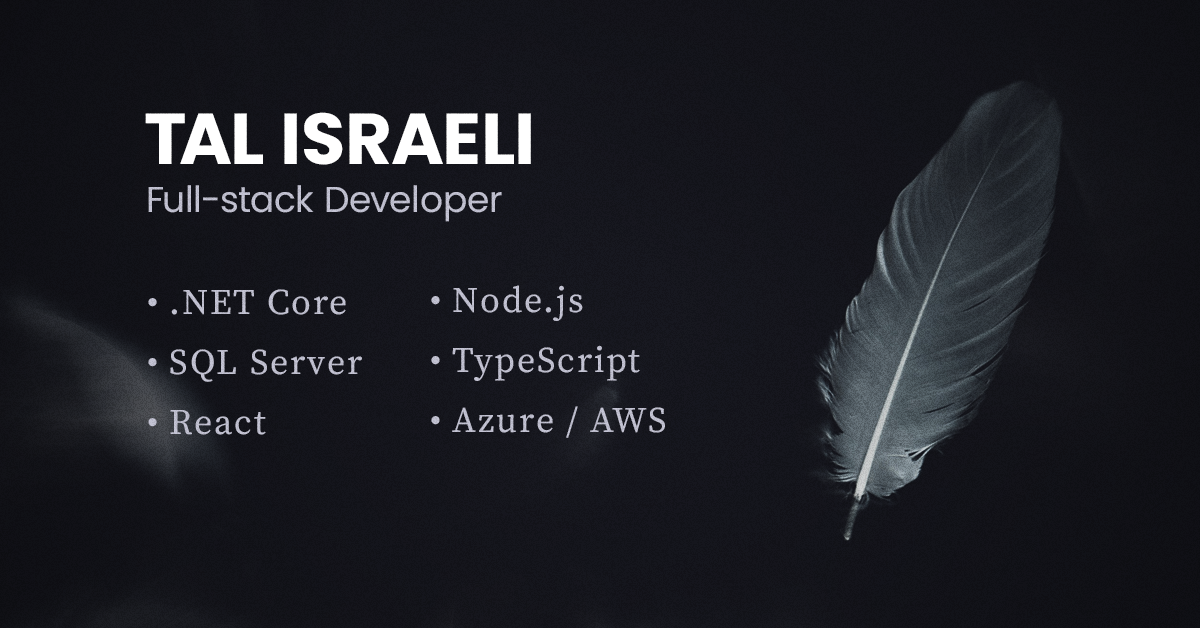 TAL ISRAELI
Full-stack Developer
• .NET Core
• SQL Server
• React
• Node.js
• TypeScript
• Azure / AWS